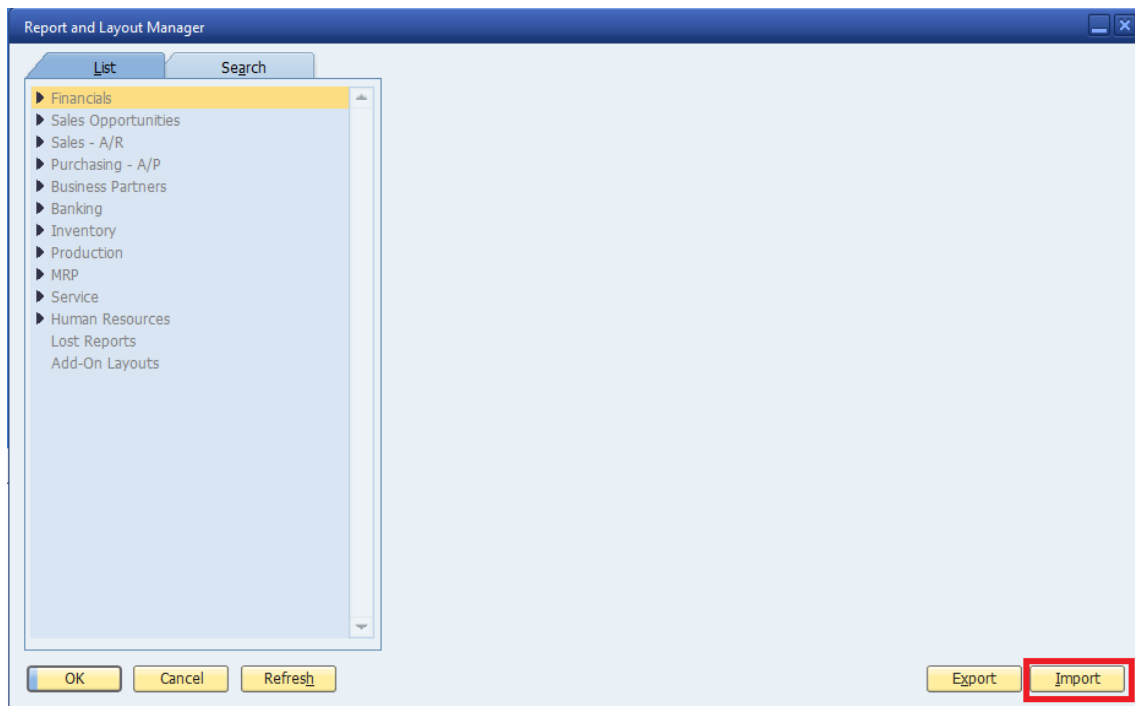 Report and Layout Manager
List Search
Financials
Sales Opportunities
Sales - A/R
Purchasing - A/P
Business Partners
Banking
Inventory
Production
MRP
Service
Human Resources
Lost Reports
Add-On Layouts
OK Cancel Refresh Export Import